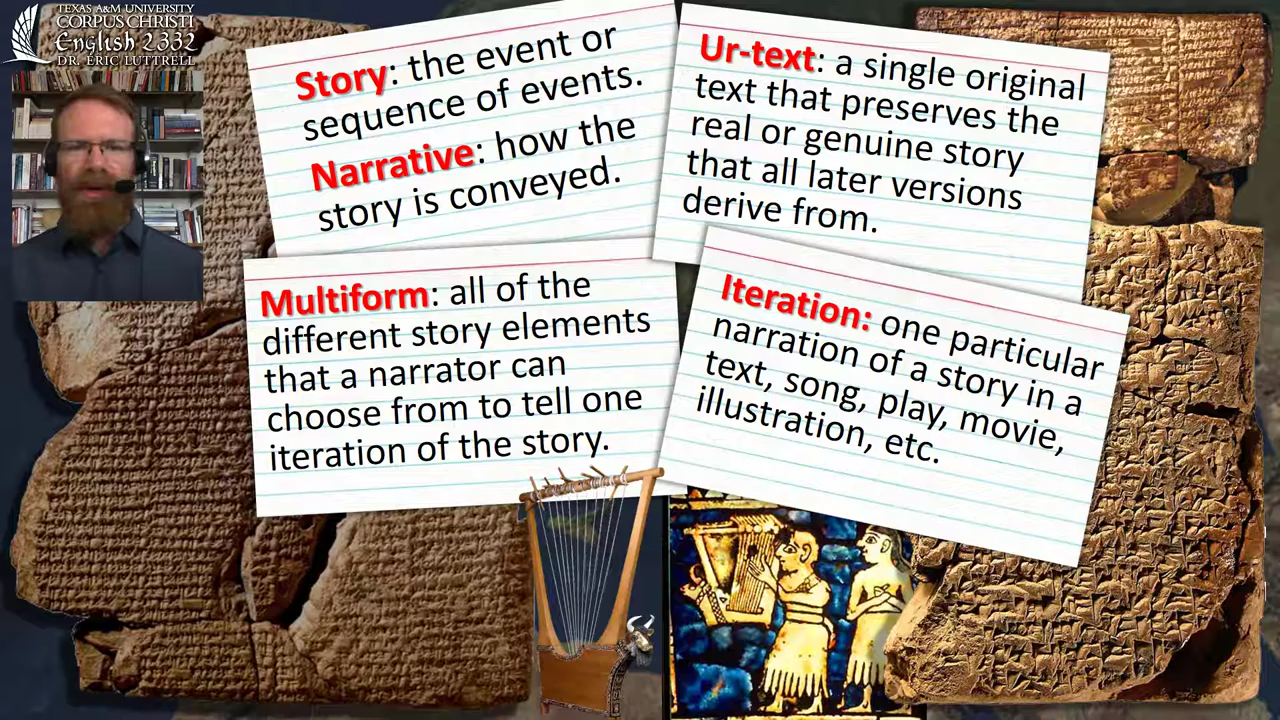 TEXAS A&M UNIVERSITY
CORPUS CHRISTI
English 2332
DR. ERIC LUTTRELL
Story: the event or
sequence of events.
Narrative: how the
story is conveyed.
Ur-text: a single original
text that preserves the
real or genuine story
that all later versions
derive from.
Multiform: all of the
different story elements
that a narrator can
choose from to tell one
iteration of the story.
Iteration: one particular
narration of a story in a
text, song, play, movie,
illustration, etc.